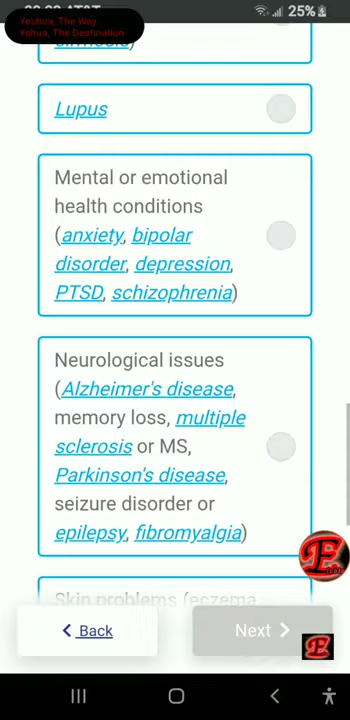 Yeshua, The Way
Yahua, The Destination
25%
Lupus
Mental or emotional
health conditions
(anxiety, bipolar
disorder, depression,
PTSD, schizophrenia)
Neurological issues
(Alzheimer's disease,
memory loss, multiple
sclerosis or MS,
Parkinson's disease,
seizure disorder or
epilepsy, fibromyalgia)
Skin problems (eczema
Back
Next